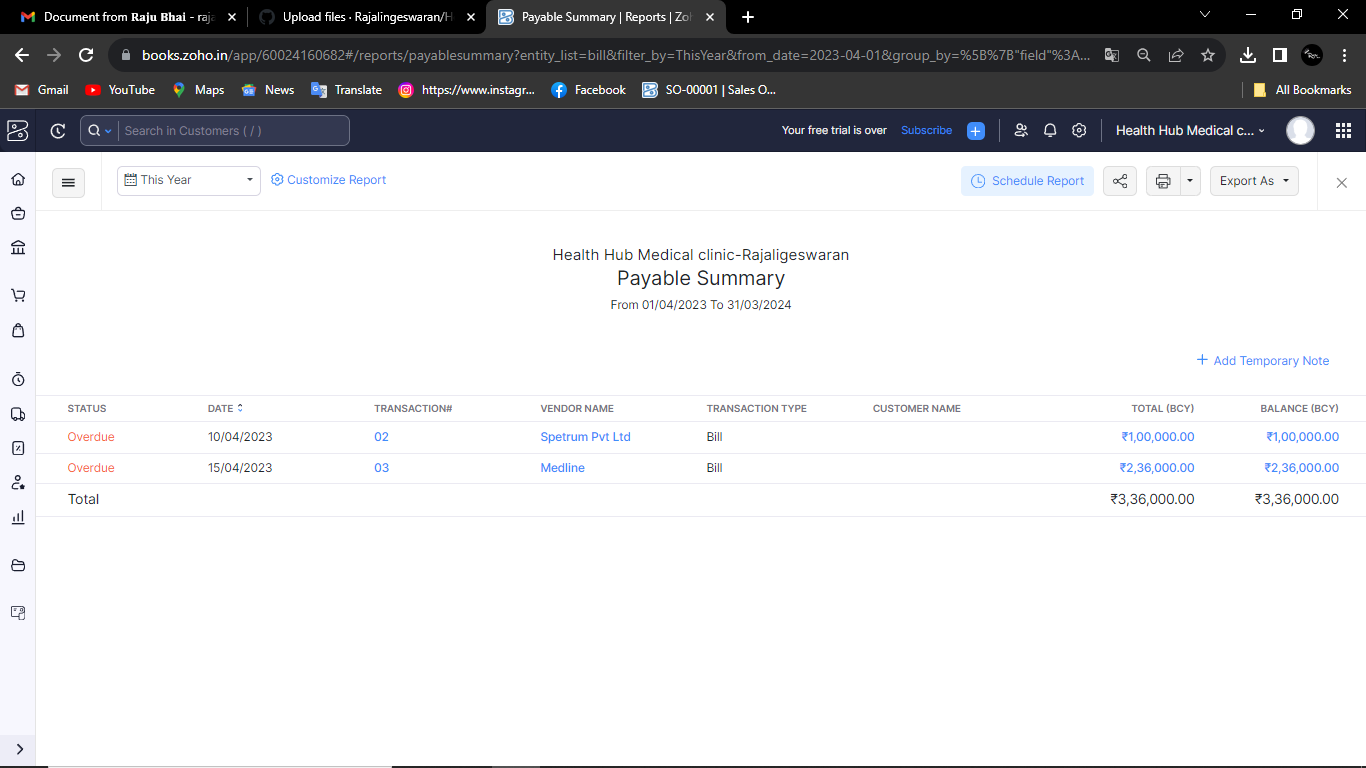 Document from Raju Bhai - raja
Upload files · Rajalingeswaran/H
Payable Summary | Reports | Zoh
books.zoho.in/app/60024160682#/reports/payablesummary?entity_list=bill&filter_by=ThisYear&from_date=2023-04-01&group_by=%5B%7B"field"%3A...
Gmail YouTube Maps News Translate https://www.instagr... Facebook SO-00001 | Sales O... All Bookmarks
Search in Customers ( / ) Your free trial is over Subscribe Health Hub Medical c...
This Year Customize Report Schedule Report Export As
Health Hub Medical clinic-Rajaligeswaran
Payable Summary
From 01/04/2023 To 31/03/2024
Add Temporary Note
STATUS DATE TRANSACTION# VENDOR NAME TRANSACTION TYPE CUSTOMER NAME TOTAL (BCY) BALANCE (BCY)
Overdue 10/04/2023 02 Spetrum Pvt Ltd Bill ₹1,00,000.00 ₹1,00,000.00
Overdue 15/04/2023 03 Medline Bill ₹2,36,000.00 ₹2,36,000.00
Total ₹3,36,000.00 ₹3,36,000.00